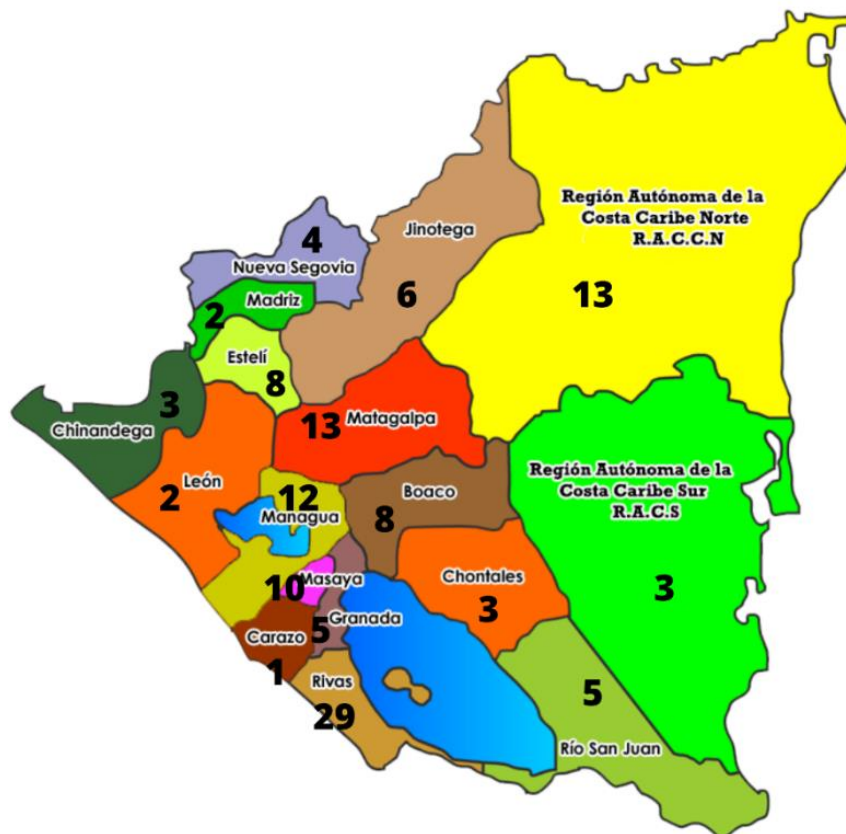 Región Autónoma de la
Costa Caribe Norte
R.A.C.C.N
13
Jinotega
6
4
Nueva Segovia
Madriz
2
Estelí
8
3
Chinandega
13
Matagalpa
León
2
12
Managua
Boaco
8
Región Autónoma de la
Costa Caribe Sur
R.A.C.S
3
Masaya
10
Chontales
3
Granada
5
Carazo
1
Rivas
29
5
Río San Juan